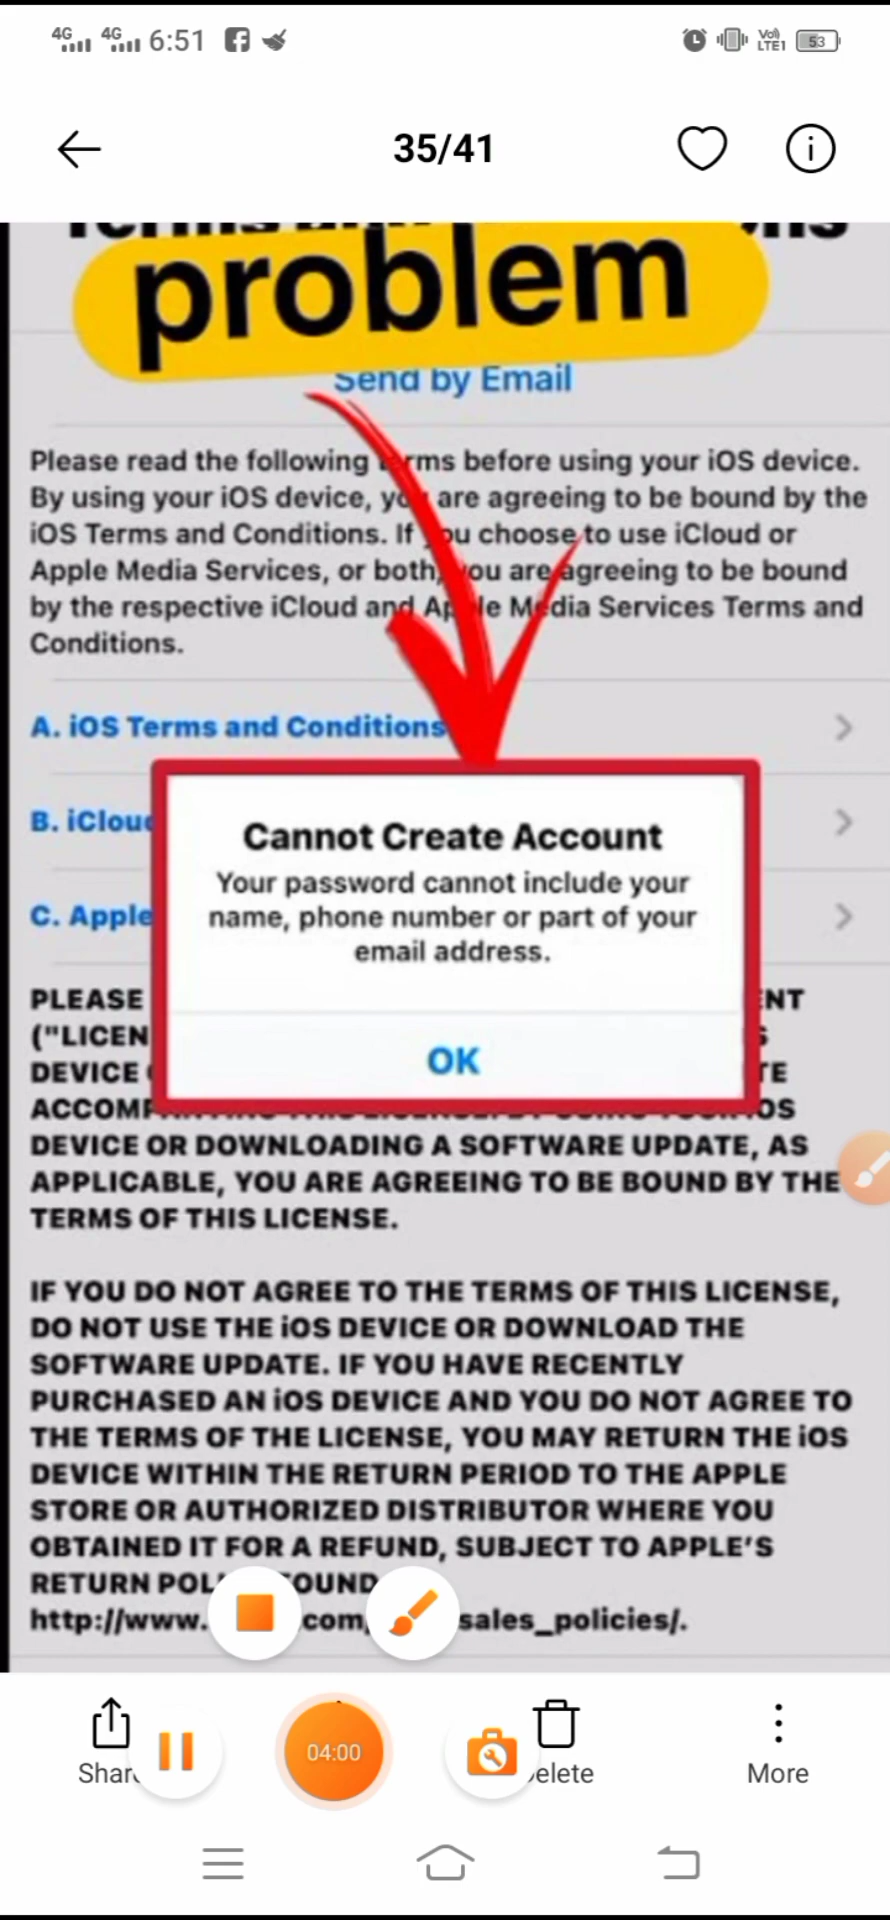 4G 4G 6:51 Vo) LTE1 53
35/41
problem
Send by Email
Please read the following terms before using your iOS device.
By using your iOS device, you are agreeing to be bound by the
iOS Terms and Conditions. If you choose to use iCloud or
Apple Media Services, or both, you are agreeing to be bound
by the respective iCloud and Apple Media Services Terms and
Conditions.
A. iOS Terms and Conditions
B. iCloud
C. Apple
Cannot Create Account
Your password cannot include your
name, phone number or part of your
email address.
OK
PLEASE
("LICEN
DEVICE
DEVICE OR DOWNLOADING A SOFTWARE UPDATE, AS
APPLICABLE, YOU ARE AGREEING TO BE BOUND BY THE
TERMS OF THIS LICENSE.
IF YOU DO NOT AGREE TO THE TERMS OF THIS LICENSE,
DO NOT USE THE iOS DEVICE OR DOWNLOAD THE
SOFTWARE UPDATE. IF YOU HAVE RECENTLY
PURCHASED AN iOS DEVICE AND YOU DO NOT AGREE TO
THE TERMS OF THE LICENSE, YOU MAY RETURN THE iOS
DEVICE WITHIN THE RETURN PERIOD TO THE APPLE
STORE OR AUTHORIZED DISTRIBUTOR WHERE YOU
OBTAINED IT FOR A REFUND, SUBJECT TO APPLE'S
RETURN POL OUND
http://www. com sales_policies/.
04:00
Share Delete More